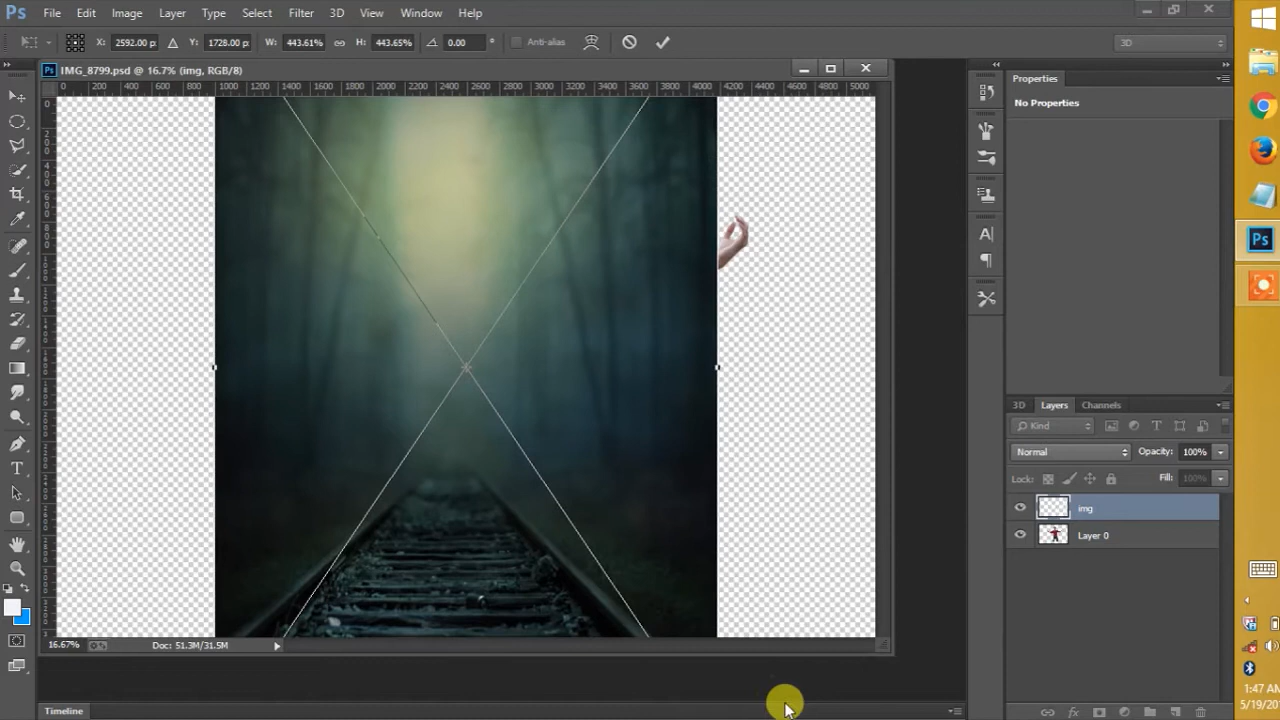 Ps File Edit Image Layer Type Select Filter 3D View Window Help
X: 2592.00 p Y: 1728.00 p W: 443.61% H: 443.65% 0.00 ° Anti-alias 3D
Ps IMG_8799.psd @ 16.7% (img, RGB/8)
0 200 400 600 800 1000 1200 1400 1600 1800 2000 2200 2400 2600 2800 3000 3200 3400 3600 3800 4000 4200 4400 4600 4800 5000
Properties
No Properties
3D Layers Channels
Kind
Normal Opacity: 100%
Lock: Fill: 100%
img
Layer 0
16.67% Doc: 51.3M/31.5M
Timeline
Ps
1:47 AM
5/19/20